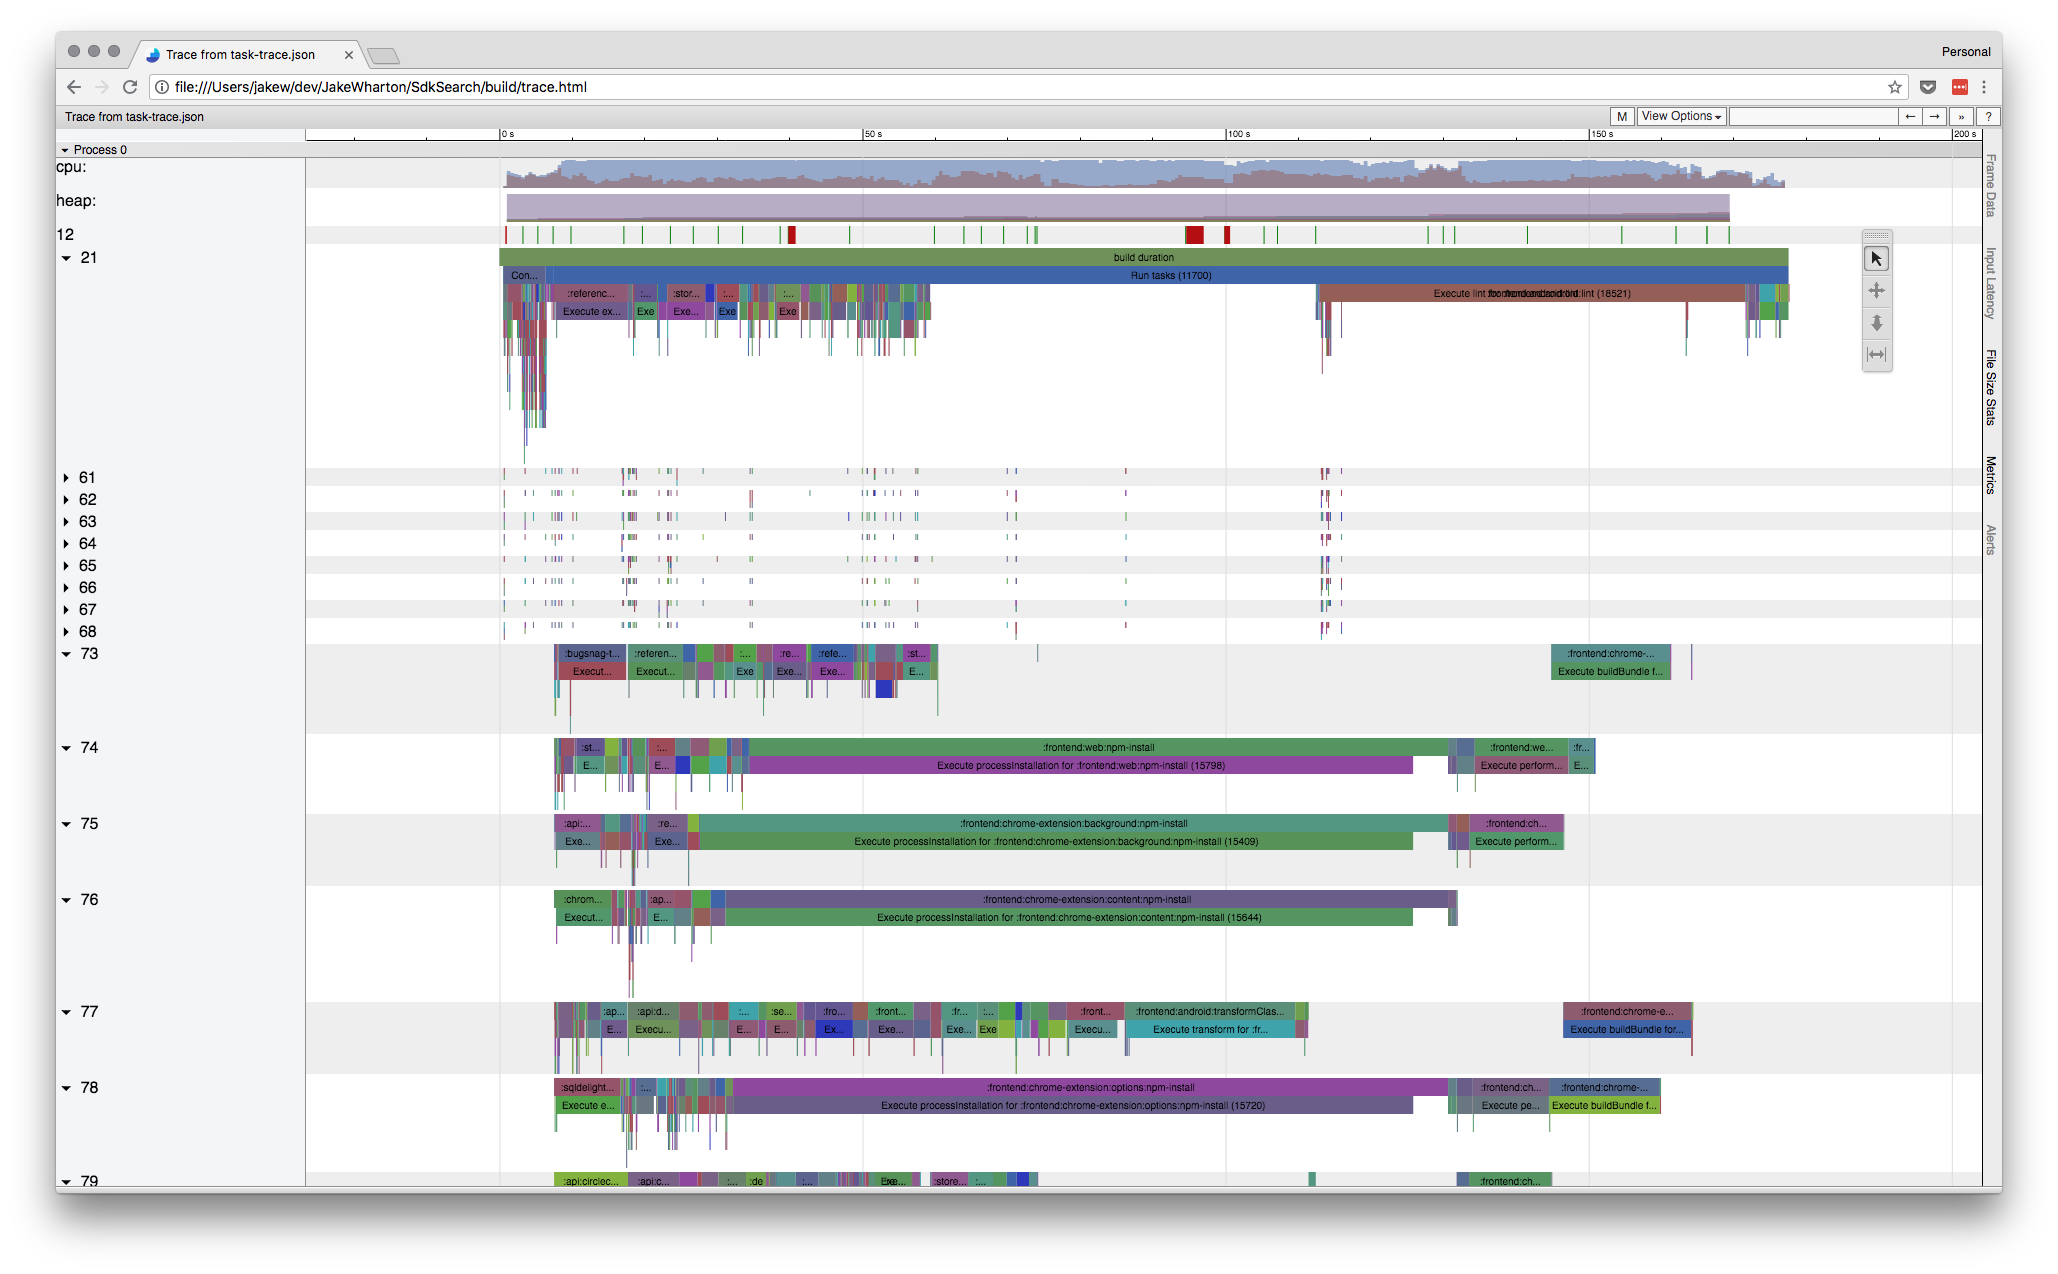 Trace from task-trace.json
Personal
file:///Users/jakew/dev/JakeWharton/SdkSearch/build/trace.html
Trace from task-trace.json
M View Options ← → » ?
0 s 50 s 100 s 150 s 200 s
Process 0
cpu:
heap:
12
21
build duration
Con... Run tasks (11700)
:referenc... :... :stor... :... :...
Execute ex... Exe Exe... Exe Exe
61
62
63
64
65
66
67
68
73
:bugsnag-t... :referen... :... :re... :refe... :st... :frontend:chrome-...
Execut... Execut... Exe Exe... Exe... E... Execute buildBundle f...
74
:st... :... :frontend:web:npm-install :frontend:we... :fr...
E... E... Execute processInstallation for :frontend:web:npm-install (15798) Execute perform... E...
75
:api:... :re... :frontend:chrome-extension:background:npm-install :frontend:ch...
Exe... Exe... Execute processInstallation for :frontend:chrome-extension:background:npm-install (15409) Execute perform...
76
:chrom... :ap... :frontend:chrome-extension:content:npm-install
Execut... E... Execute processInstallation for :frontend:chrome-extension:content:npm-install (15644)
77
:ap... :api:d... :... :se... :fro... :front... :fr... :... :front... :frontend:android:transformClas... :frontend:chrome-e...
E... Execu... E... E... Ex... Exe... Exe... Exe Execu... Execute transform for :fr... Execute buildBundle for...
78
:sqldelight... :... :frontend:chrome-extension:options:npm-install :frontend:ch... :frontend:chrome-...
Execute e... Execute processInstallation for :frontend:chrome-extension:options:npm-install (15720) Execute pe... Execute buildBundle f...
79
:api:circlec... :api:c... :... :de :... :store... :... :frontend:ch...
Frame Data
Input Latency
File Size Stats
Metrics
Alerts